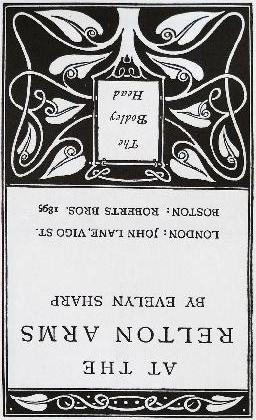 AT THE
RELTON ARMS
BY EVELYN SHARP
LONDON: JOHN LANE, VIGO ST.
BOSTON: ROBERTS BROS. 1895
The
Bodley
Head